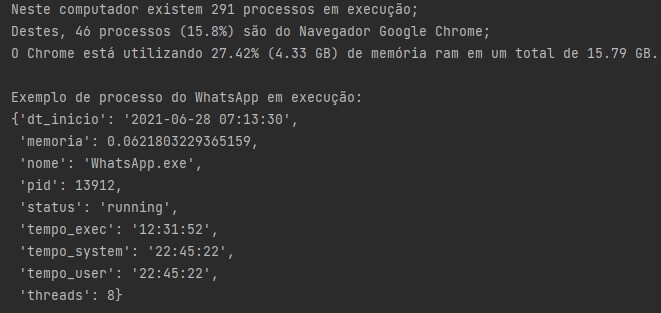 Neste computador existem 291 processos em execução;
Destes, 46 processos (15.8%) são do Navegador Google Chrome;
O Chrome está utilizando 27.42% (4.33 GB) de memória ram em um total de 15.79 GB.
Exemplo de processo do WhatsApp em execução:
{'dt_inicio': '2021-06-28 07:13:30',
 'memoria': 0.0621803229365159,
 'nome': 'WhatsApp.exe',
 'pid': 13912,
 'status': 'running',
 'tempo_exec': '12:31:52',
 'tempo_system': '22:45:22',
 'tempo_user': '22:45:22',
 'threads': 8}